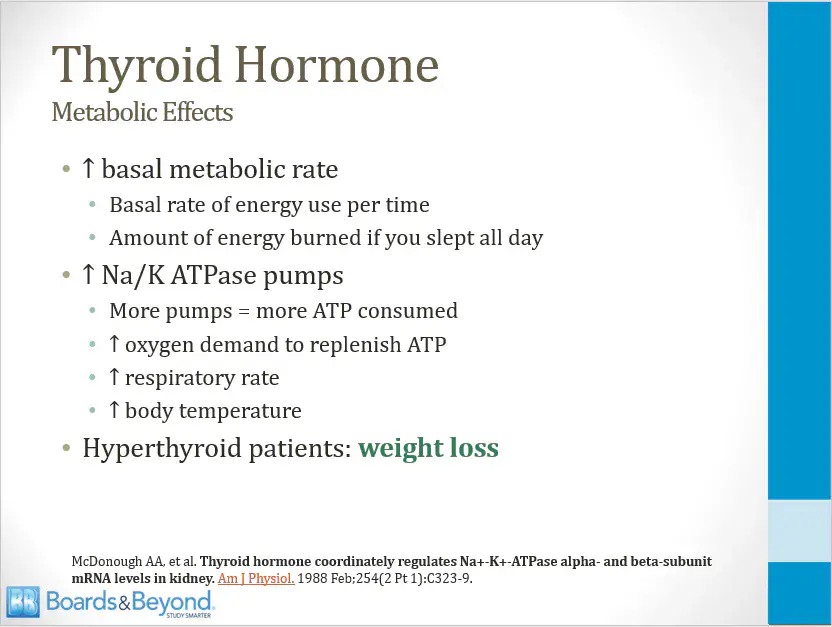 Thyroid Hormone
Metabolic Effects
• ↑ basal metabolic rate
• Basal rate of energy use per time
• Amount of energy burned if you slept all day
• ↑ Na/K ATPase pumps
• More pumps = more ATP consumed
• ↑ oxygen demand to replenish ATP
• ↑ respiratory rate
• ↑ body temperature
• Hyperthyroid patients: weight loss
McDonough AA, et al. Thyroid hormone coordinately regulates Na+-K+-ATPase alpha- and beta-subunit
mRNA levels in kidney. Am J Physiol. 1988 Feb;254(2 Pt 1):C323-9.
BB Boards&Beyond.
STUDY SMARTER